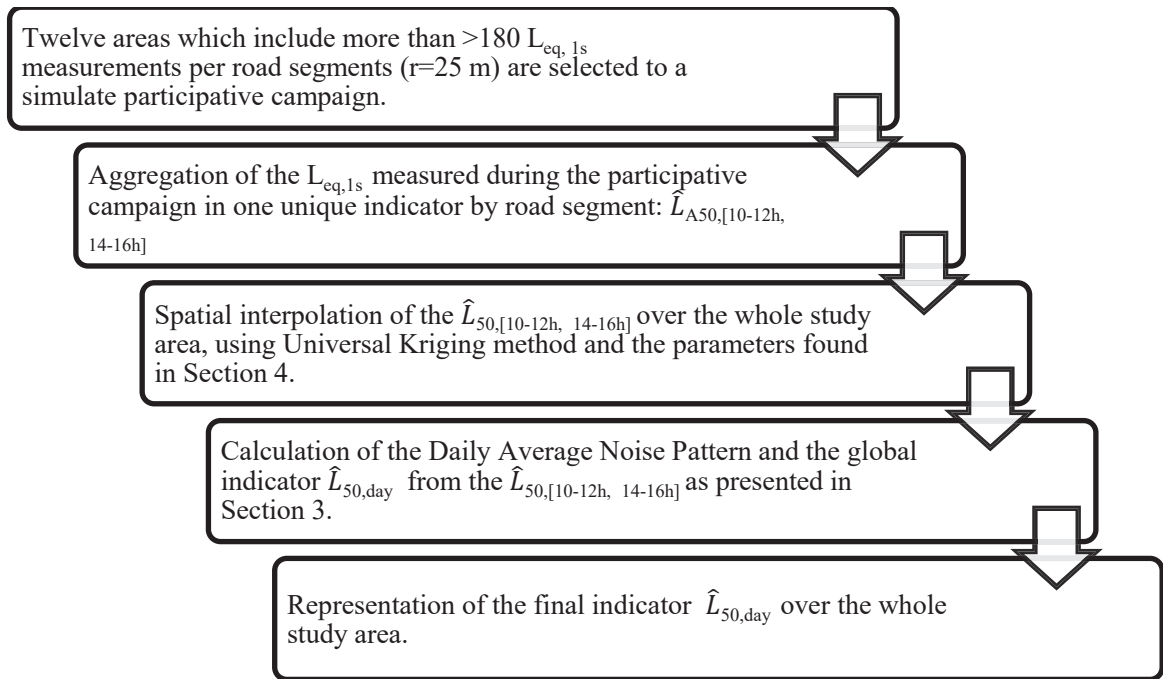 Twelve areas which include more than >180 Leq, 1s
measurements per road segments (r=25 m) are selected to a
simulate participative campaign.
Aggregation of the Leq,1s measured during the participative
campaign in one unique indicator by road segment: L̂A50,[10-12h,
14-16h]
Spatial interpolation of the L̂50,[10-12h, 14-16h] over the whole study
area, using Universal Kriging method and the parameters found
in Section 4.
Calculation of the Daily Average Noise Pattern and the global
indicator L̂50,day from the L̂50,[10-12h, 14-16h] as presented in
Section 3.
Representation of the final indicator L̂50,day over the whole
study area.